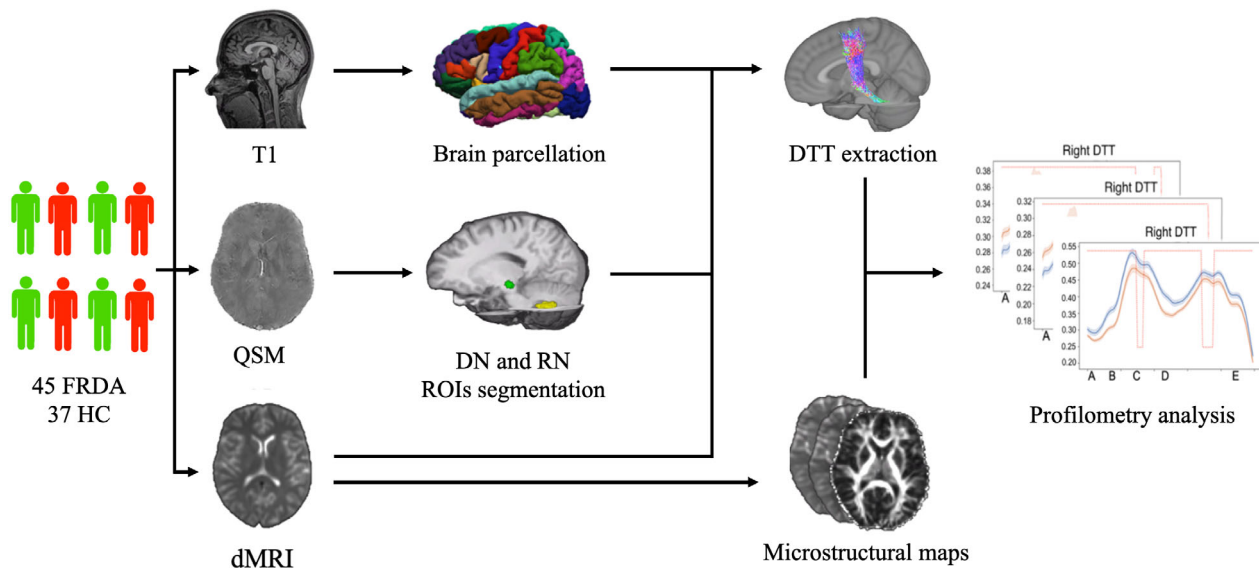 T1
Brain parcellation
DTT extraction
45 FRDA
37 HC
QSM
DN and RN
ROIs segmentation
dMRI
Microstructural maps
Right DTT
0.38
0.36
0.34
0.32
0.30
0.28
0.26
0.24
A
Right DTT
0.32
0.28
0.26
0.24
0.22
0.20
0.18
A
Right DTT
0.55
0.50
0.45
0.40
0.35
0.30
0.25
0.20
A B C D E
Profilometry analysis